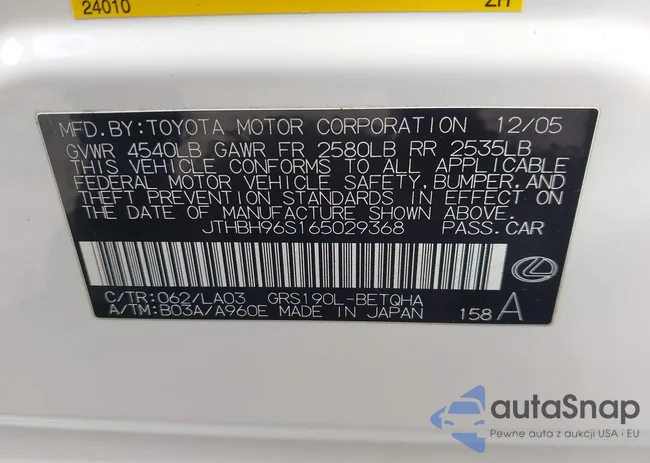 24010 ZH
MFD.BY:TOYOTA MOTOR CORPORATION 12/05
GVWR 4540LB GAWR FR 2580LB RR 2535LB
THIS VEHICLE CONFORMS TO ALL APPLICABLE
FEDERAL MOTOR VEHICLE SAFETY,BUMPER,AND
THEFT PREVENTION STANDARDS IN EFFECT ON
THE DATE OF MANUFACTURE SHOWN ABOVE.
JTHBH96S165029368 PASS.CAR
C/TR:062/LA03 GRS190L-BETQHA
A/TM:B03A/A960E MADE IN JAPAN 158 A
autaSnap
Pewne auta z aukcji USA i EU